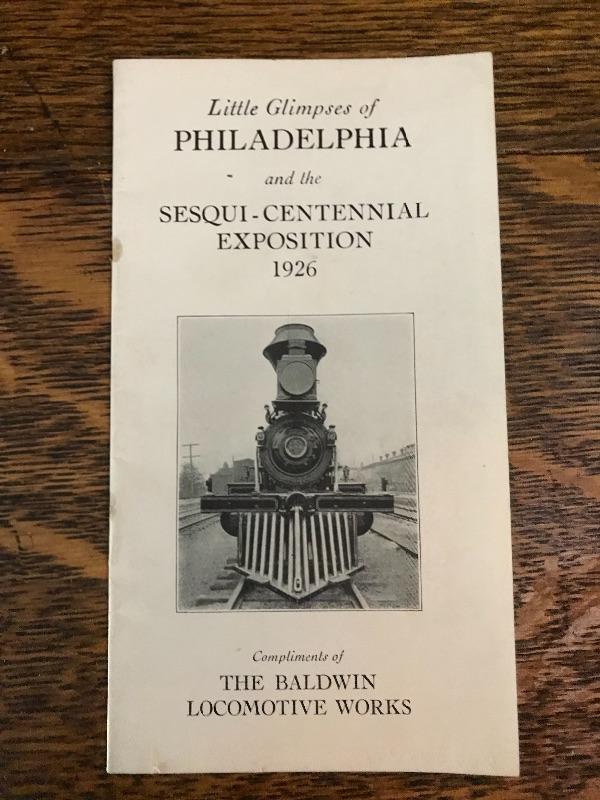 Little Glimpses of
PHILADELPHIA
and the
SESQUI-CENTENNIAL
EXPOSITION
1926
Compliments of
THE BALDWIN
LOCOMOTIVE WORKS